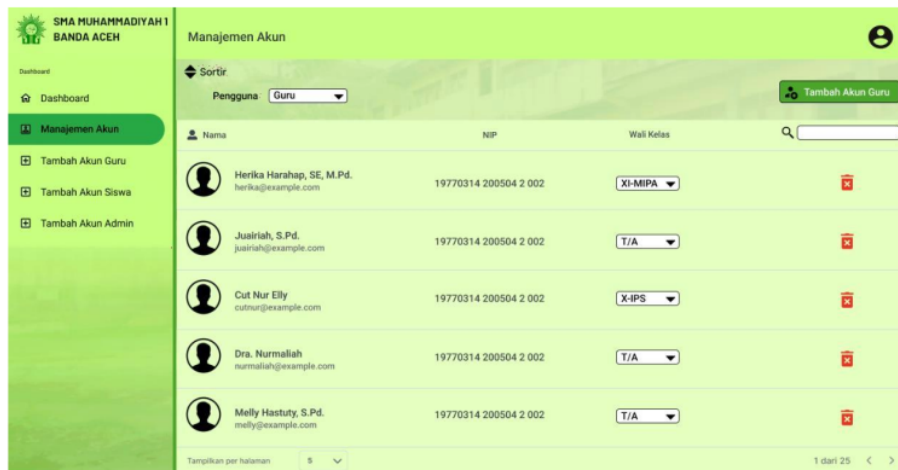 SMA MUHAMMADIYAH 1
BANDA ACEH
Manajemen Akun
Dashboard
Dashboard
Manajemen Akun
Tambah Akun Guru
Tambah Akun Siswa
Tambah Akun Admin
Sortir
Pengguna Guru
Tambah Akun Guru
Nama NIP Wali Kelas
Herika Harahap, SE, M.Pd.
herika@example.com
19770314 200504 2 002 XI-MIPA
Juairiah, S.Pd.
juairiah@example.com
19770314 200504 2 002 T/A
Cut Nur Elly
cutnur@example.com
19770314 200504 2 002 X-IPS
Dra. Nurmaliah
nurmaliah@example.com
19770314 200504 2 002 T/A
Melly Hastuty, S.Pd.
melly@example.com
19770314 200504 2 002 T/A
Tampilkan per halaman 5 1 dari 25